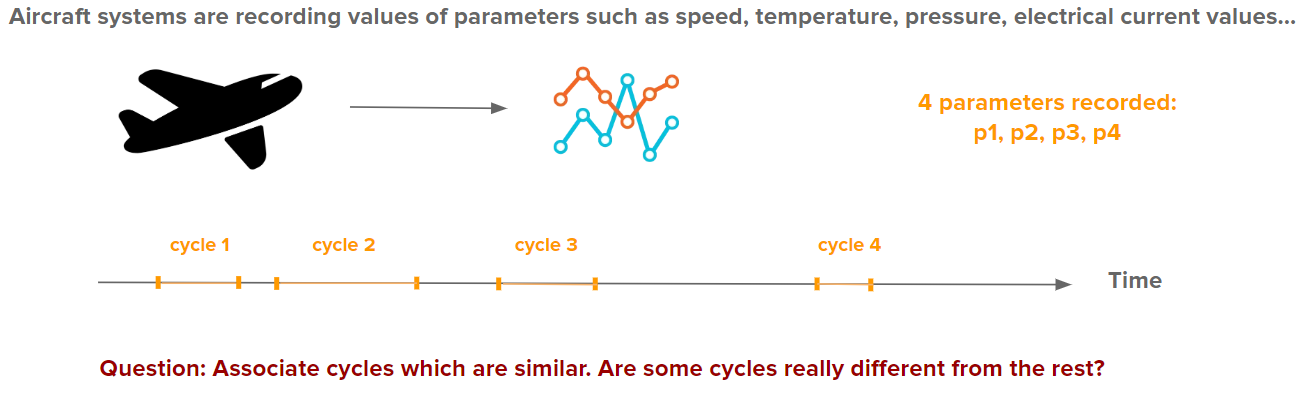 Aircraft systems are recording values of parameters such as speed, temperature, pressure, electrical current values...
4 parameters recorded:
p1, p2, p3, p4
cycle 1
cycle 2
cycle 3
cycle 4
Time
Question: Associate cycles which are similar. Are some cycles really different from the rest?